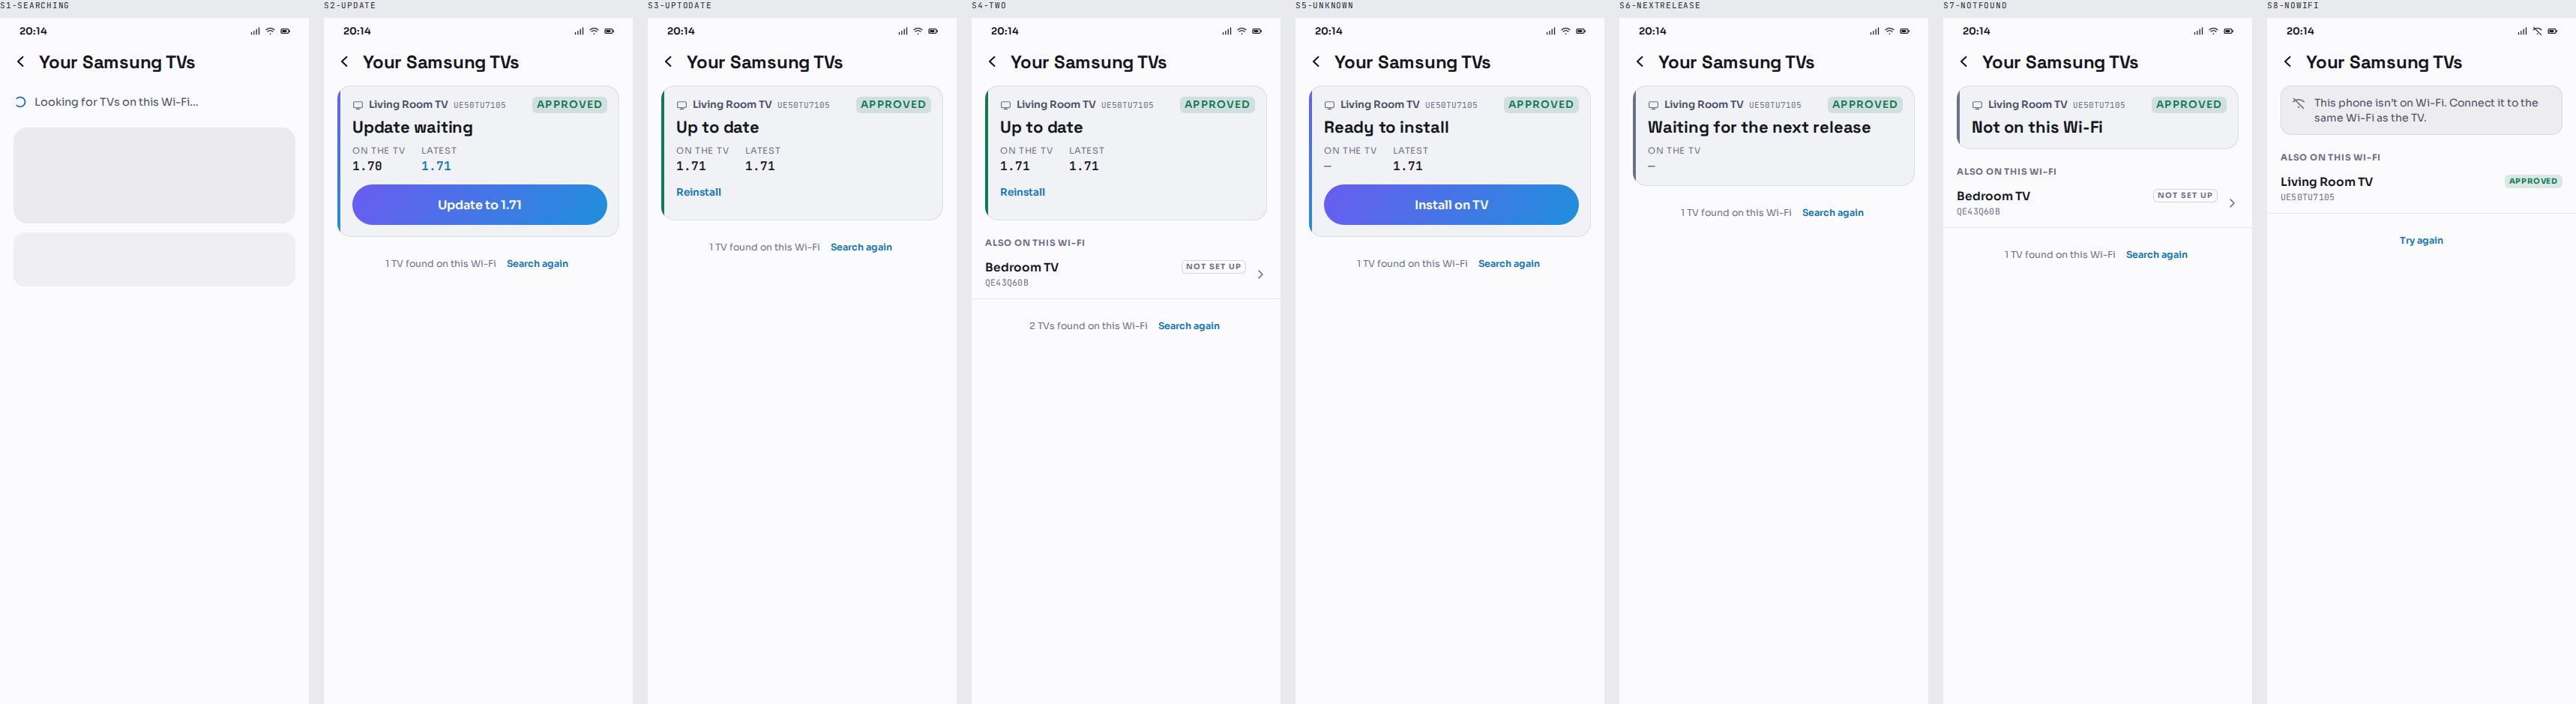 S1-SEARCHING
20:14
Your Samsung TVs
Looking for TVs on this Wi-Fi...
S2-UPDATE
20:14
Your Samsung TVs
Living Room TV UE50TU7105 APPROVED
Update waiting
ON THE TV LATEST
1.70 1.71
Update to 1.71
1 TV found on this Wi-Fi Search again
S3-UPTODATE
20:14
Your Samsung TVs
Living Room TV UE50TU7105 APPROVED
Up to date
ON THE TV LATEST
1.71 1.71
Reinstall
1 TV found on this Wi-Fi Search again
S4-TWO
20:14
Your Samsung TVs
Living Room TV UE50TU7105 APPROVED
Up to date
ON THE TV LATEST
1.71 1.71
Reinstall
ALSO ON THIS WI-FI
Bedroom TV NOT SET UP
QE43Q60B
2 TVs found on this Wi-Fi Search again
S5-UNKNOWN
20:14
Your Samsung TVs
Living Room TV UE50TU7105 APPROVED
Ready to install
ON THE TV LATEST
— 1.71
Install on TV
1 TV found on this Wi-Fi Search again
S6-NEXTRELEASE
20:14
Your Samsung TVs
Living Room TV UE50TU7105 APPROVED
Waiting for the next release
ON THE TV
—
1 TV found on this Wi-Fi Search again
S7-NOTFOUND
20:14
Your Samsung TVs
Living Room TV UE50TU7105 APPROVED
Not on this Wi-Fi
ALSO ON THIS WI-FI
Bedroom TV NOT SET UP
QE43Q60B
1 TV found on this Wi-Fi Search again
S8-NOWIFI
20:14
Your Samsung TVs
This phone isn't on Wi-Fi. Connect it to the
same Wi-Fi as the TV.
ALSO ON THIS WI-FI
Living Room TV APPROVED
UE50TU7105
Try again